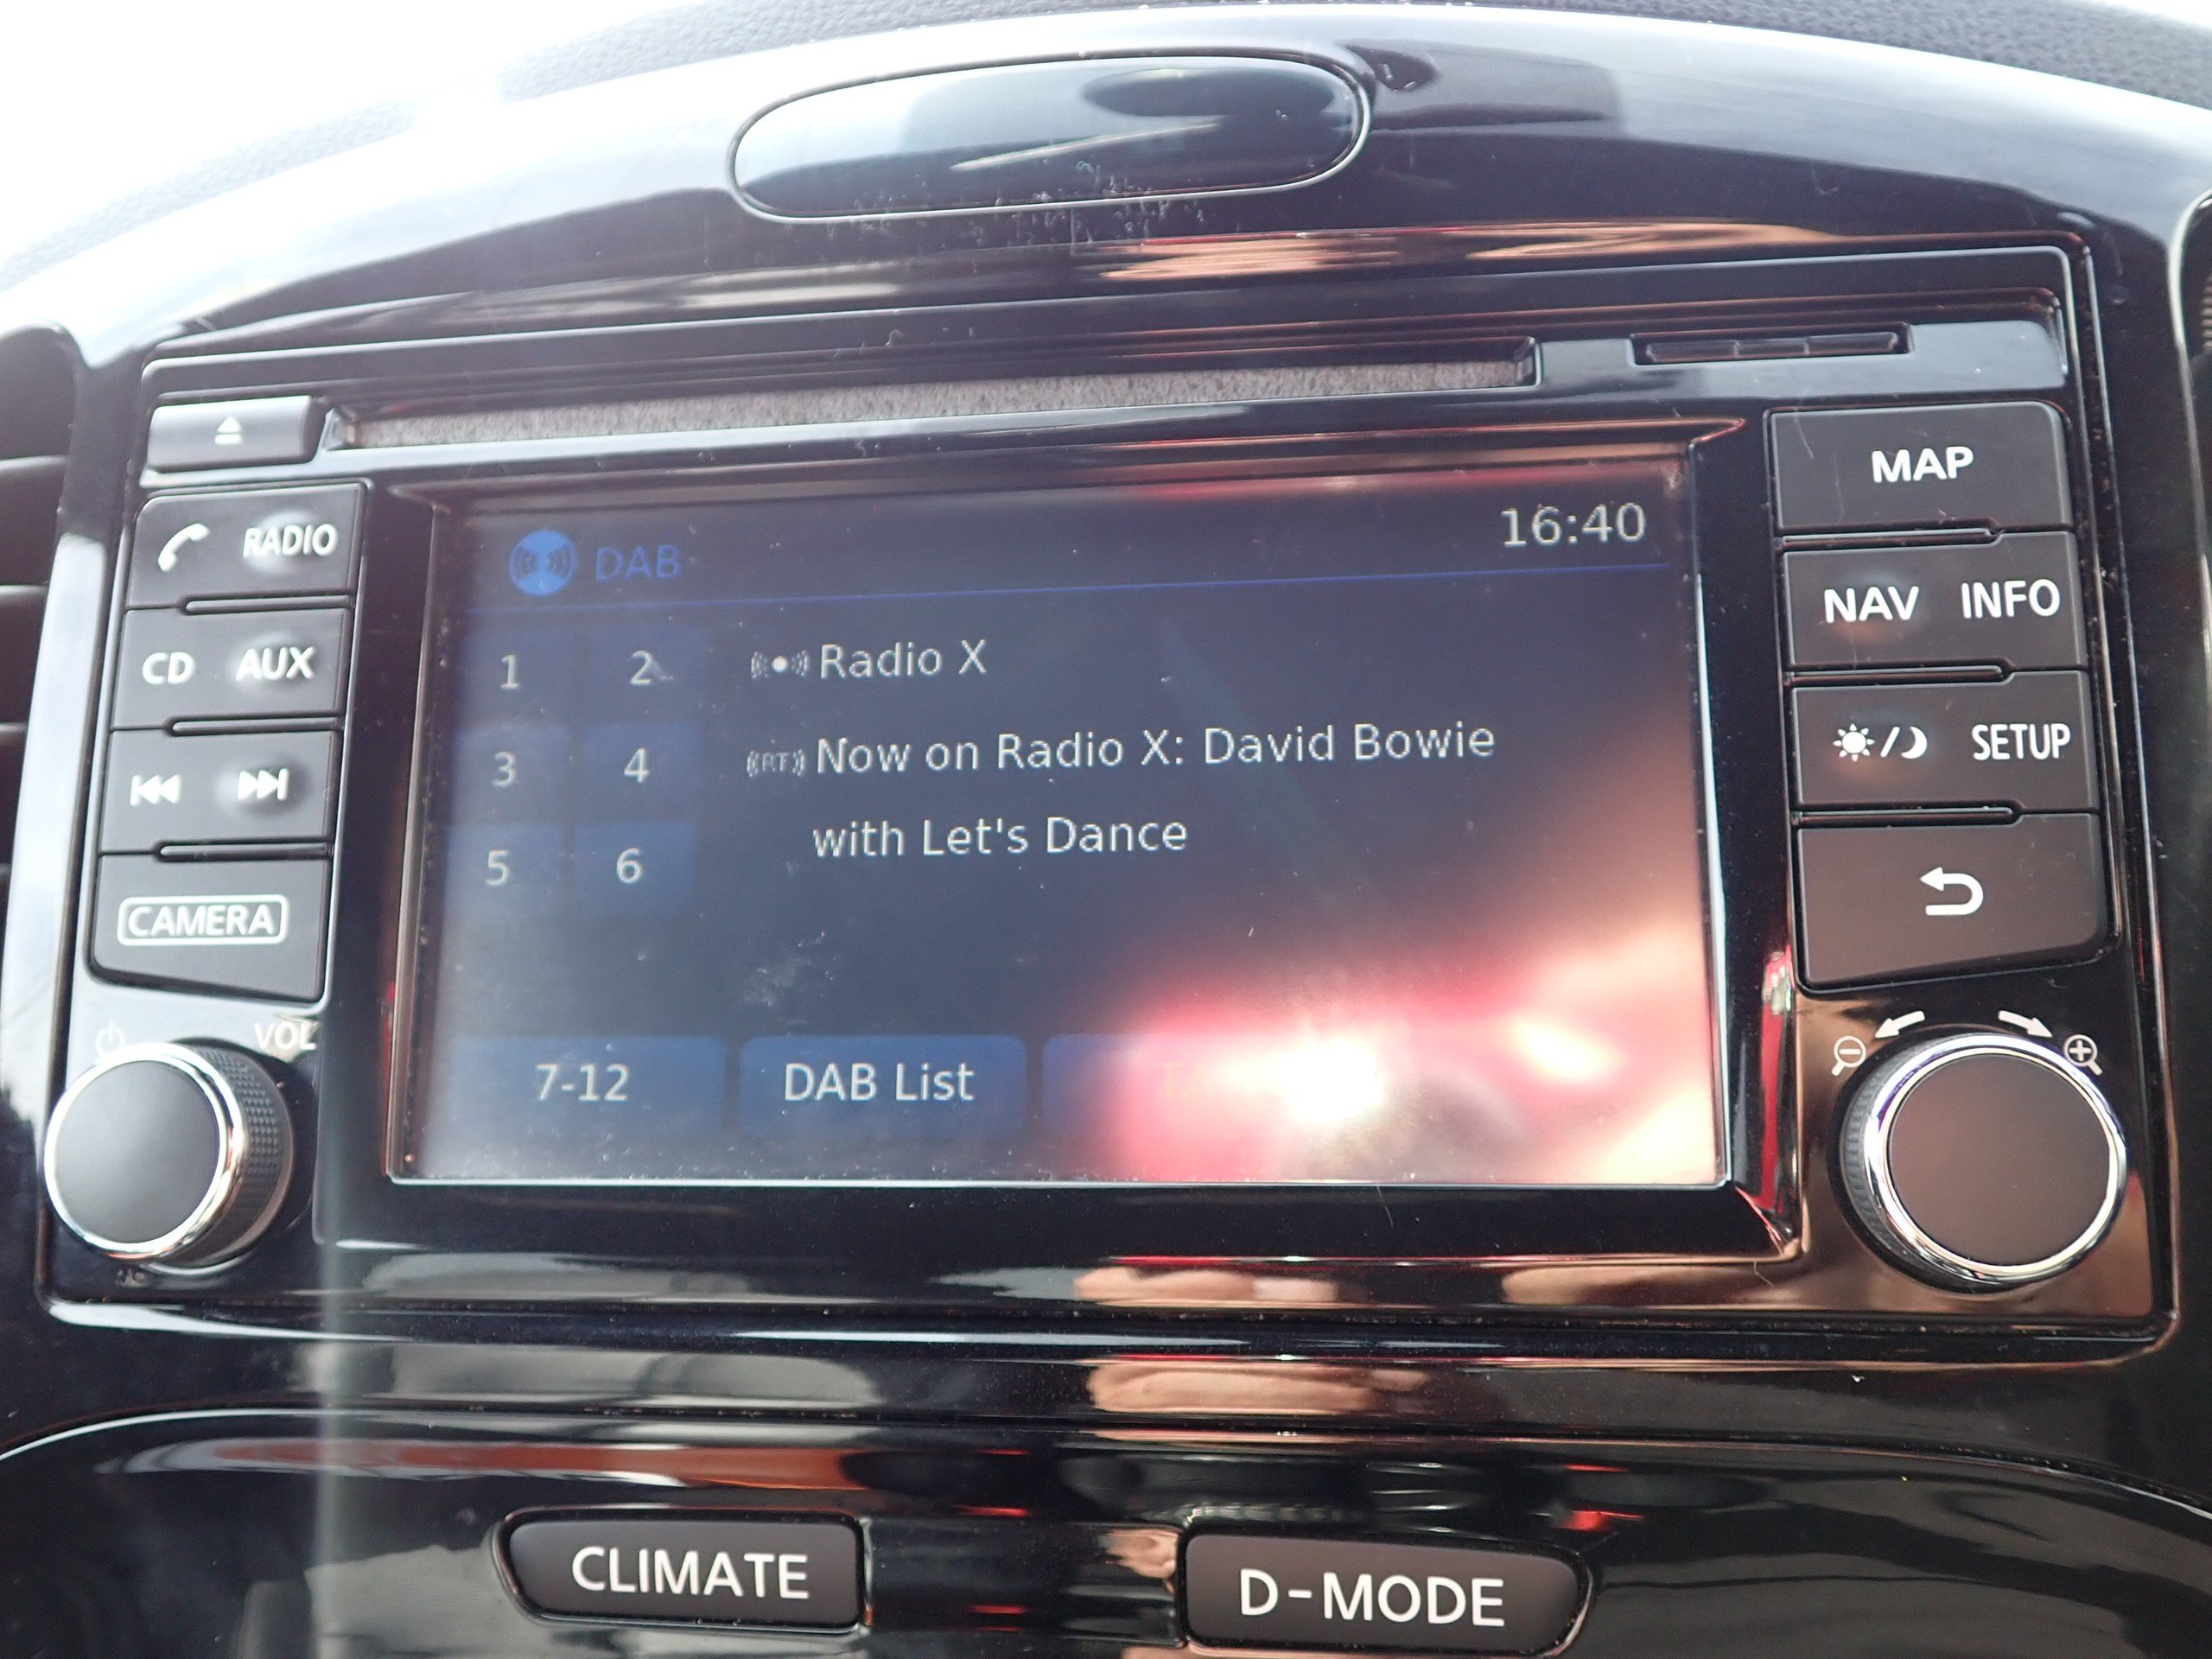 RADIO
CD AUX
CAMERA
VOL
DAB
16:40
1 2
3 4
5 6
Radio X
Now on Radio X: David Bowie
with Let's Dance
7-12
DAB List
MAP
NAV INFO
SETUP
CLIMATE
D-MODE